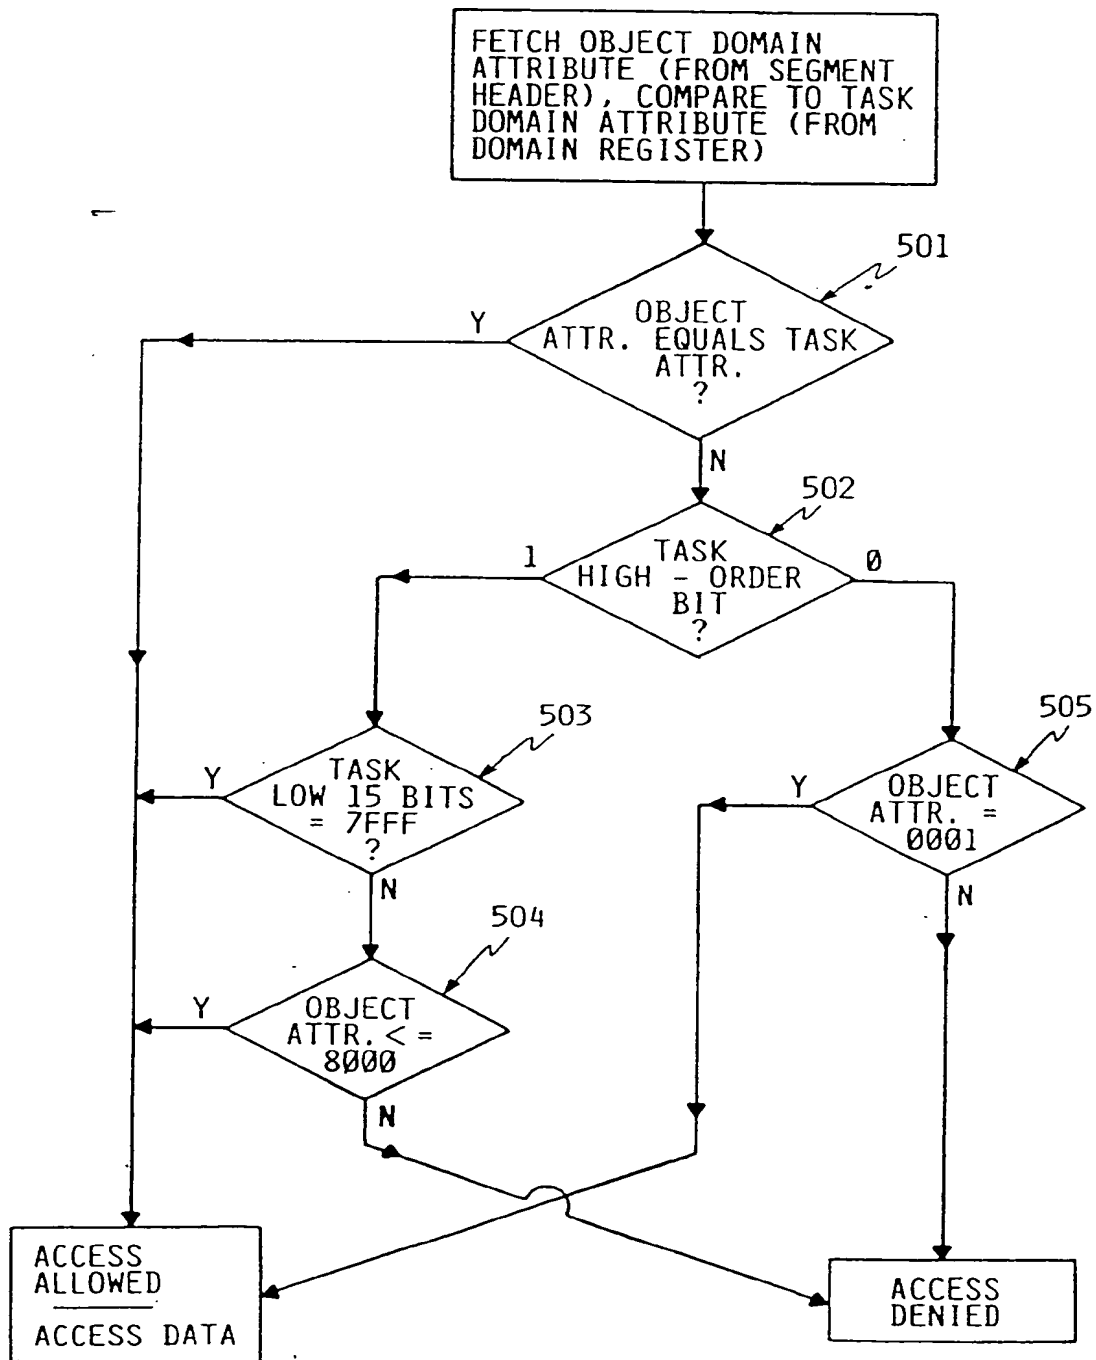 FETCH OBJECT DOMAIN
ATTRIBUTE (FROM SEGMENT
HEADER), COMPARE TO TASK
DOMAIN ATTRIBUTE (FROM
DOMAIN REGISTER)
501
OBJECT
ATTR. EQUALS TASK
ATTR.
?
Y
N
502
TASK
HIGH - ORDER
BIT
?
1
0
503
TASK
LOW 15 BITS
= 7FFF
?
Y
N
505
OBJECT
ATTR. =
0001
Y
N
504
OBJECT
ATTR. < =
8000
Y
N
ACCESS
ALLOWED
ACCESS DATA
ACCESS
DENIED